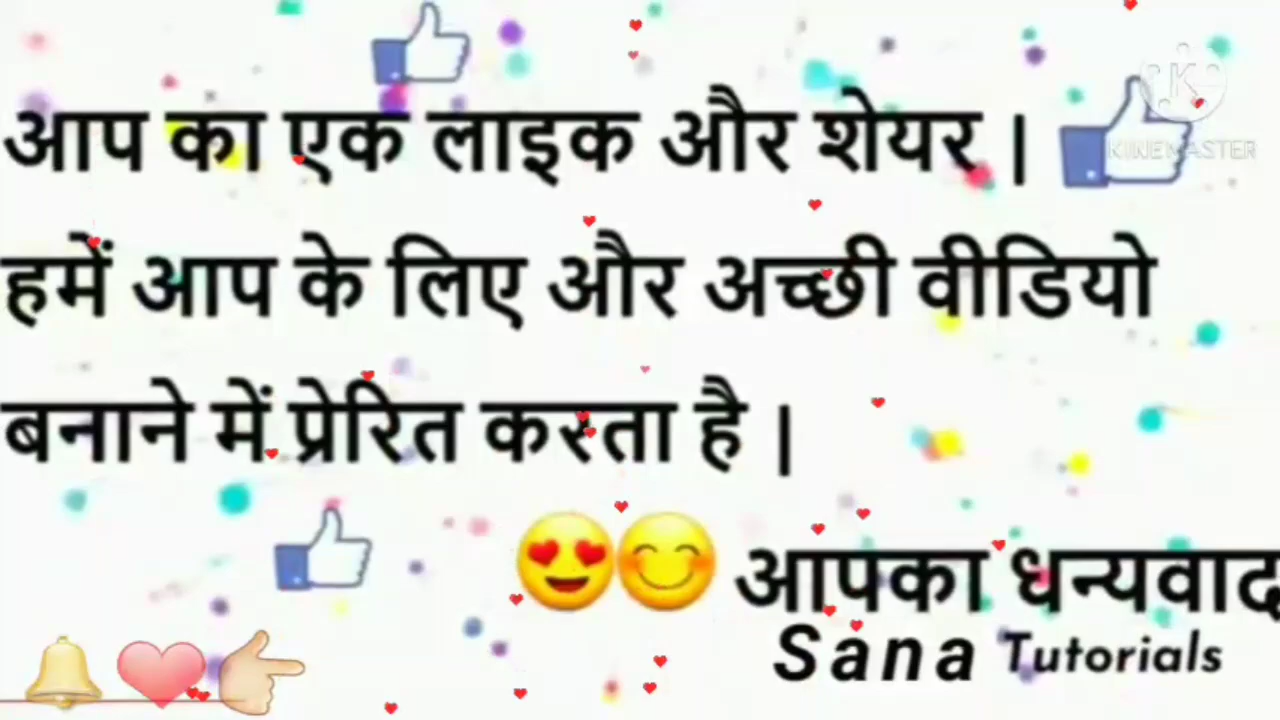 आप का एक लाइक और शेयर |
KINEMASTER
हमें आप के लिए और अच्छी वीडियो
बनाने में प्रेरित करता है |
आपका धन्यवाद
Sana Tutorials